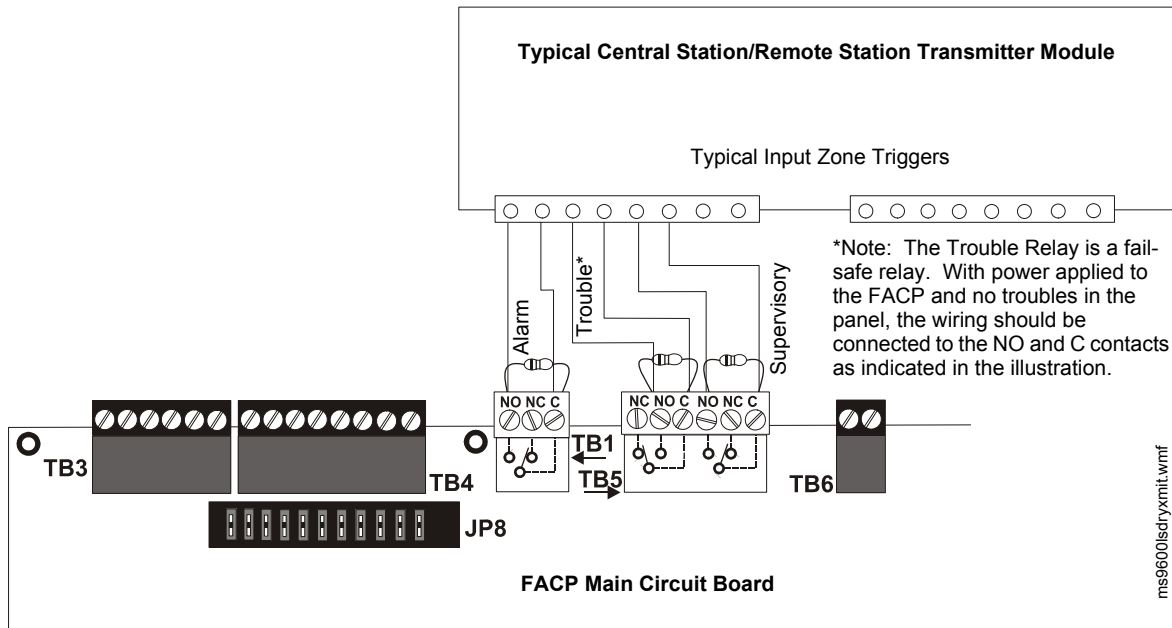 Typical Central Station/Remote Station Transmitter Module
Typical Input Zone Triggers
*Note: The Trouble Relay is a fail-
safe relay. With power applied to
the FACP and no troubles in the
panel, the wiring should be
connected to the NO and C contacts
as indicated in the illustration.
Alarm
Trouble*
Supervisory
NO NC C
NC NO C NO NC C
TB3
TB4
TB1
TB5
TB6
JP8
FACP Main Circuit Board
ms9600lsdryxmit.wmf